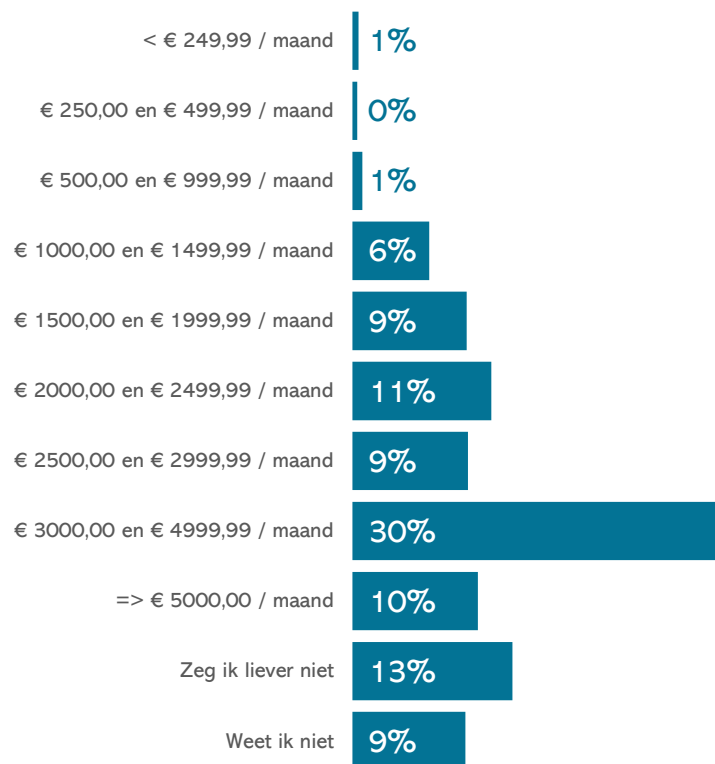 < € 249,99 / maand 1%
€ 250,00 en € 499,99 / maand 0%
€ 500,00 en € 999,99 / maand 1%
€ 1000,00 en € 1499,99 / maand 6%
€ 1500,00 en € 1999,99 / maand 9%
€ 2000,00 en € 2499,99 / maand 11%
€ 2500,00 en € 2999,99 / maand 9%
€ 3000,00 en € 4999,99 / maand 30%
=> € 5000,00 / maand 10%
Zeg ik liever niet 13%
Weet ik niet 9%